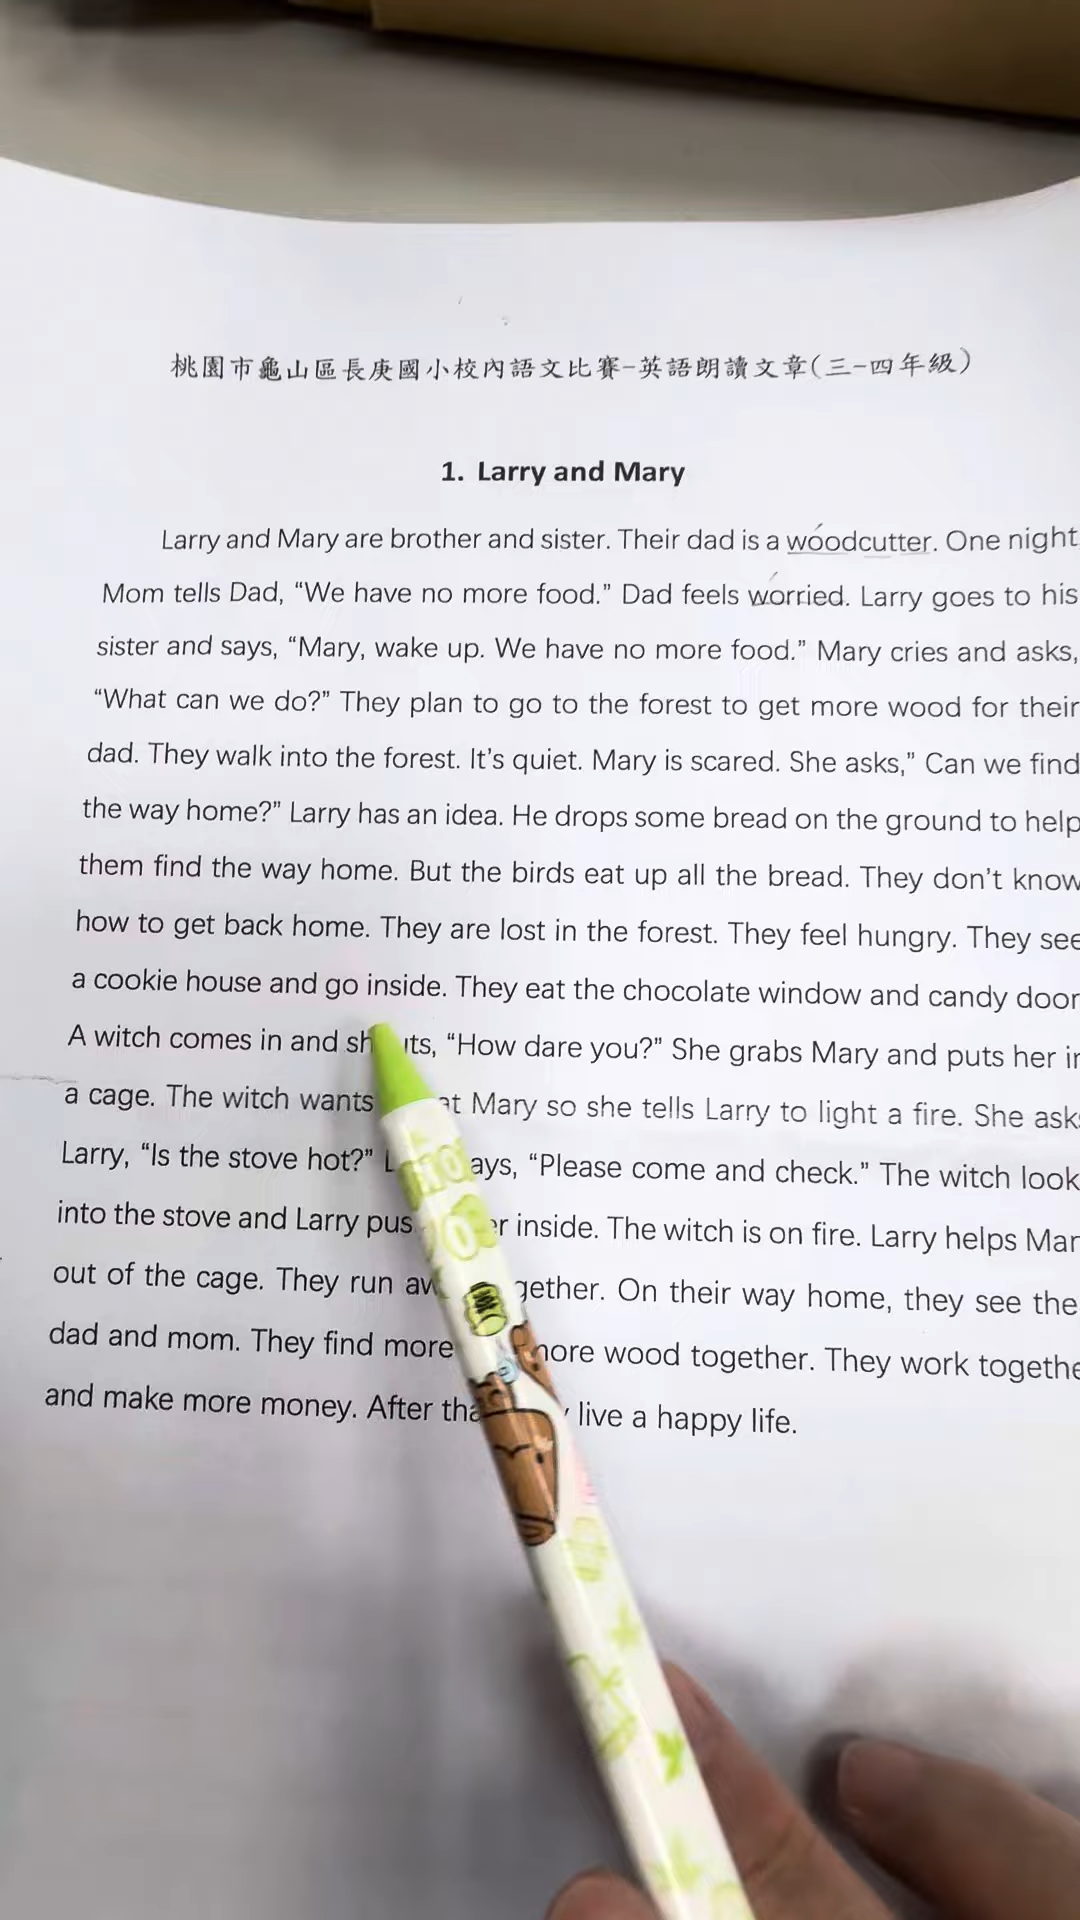 桃園市龜山區長庚國小校內語文比賽-英語朗讀文章(三-四年級)
1. Larry and Mary
Larry and Mary are brother and sister. Their dad is a woodcutter. One night
Mom tells Dad, “We have no more food.” Dad feels worried. Larry goes to his
sister and says, “Mary, wake up. We have no more food.” Mary cries and asks,
“What can we do?” They plan to go to the forest to get more wood for their
dad. They walk into the forest. It’s quiet. Mary is scared. She asks,” Can we find
the way home?” Larry has an idea. He drops some bread on the ground to help
them find the way home. But the birds eat up all the bread. They don’t know
how to get back home. They are lost in the forest. They feel hungry. They see
a cookie house and go inside. They eat the chocolate window and candy door
A witch comes in and “How dare you?” She grabs Mary and puts her
a cage. The witch wants Mary so she tells Larry to light a fire. She
Larry, “Is the stove hot?” “Please come and check.” The witch look
into the stove and Larry inside. The witch is on fire. Larry helps
out of the cage. They run On their way home, they see the
dad and mom. They find more wood together. They work
and make more money. After live a happy life.